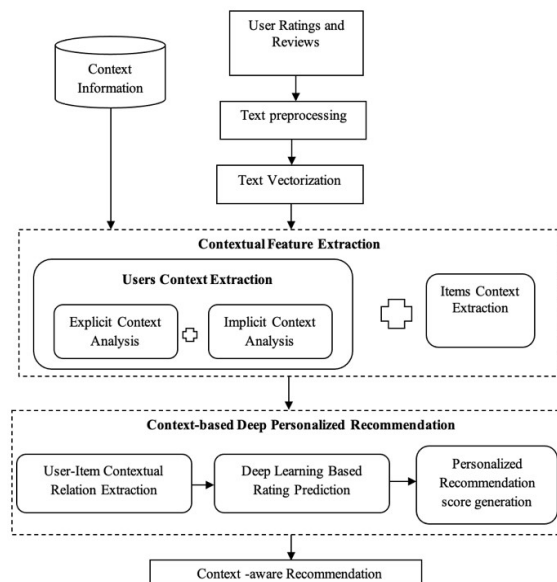 User Ratings and
Reviews
Context
Information
Text preprocessing
Text Vectorization
Contextual Feature Extraction
Users Context Extraction
Explicit Context
Analysis
Implicit Context
Analysis
Items Context
Extraction
Context-based Deep Personalized Recommendation
User-Item Contextual
Relation Extraction
Deep Learning Based
Rating Prediction
Personalized
Recommendation
score generation
Context -aware Recommendation